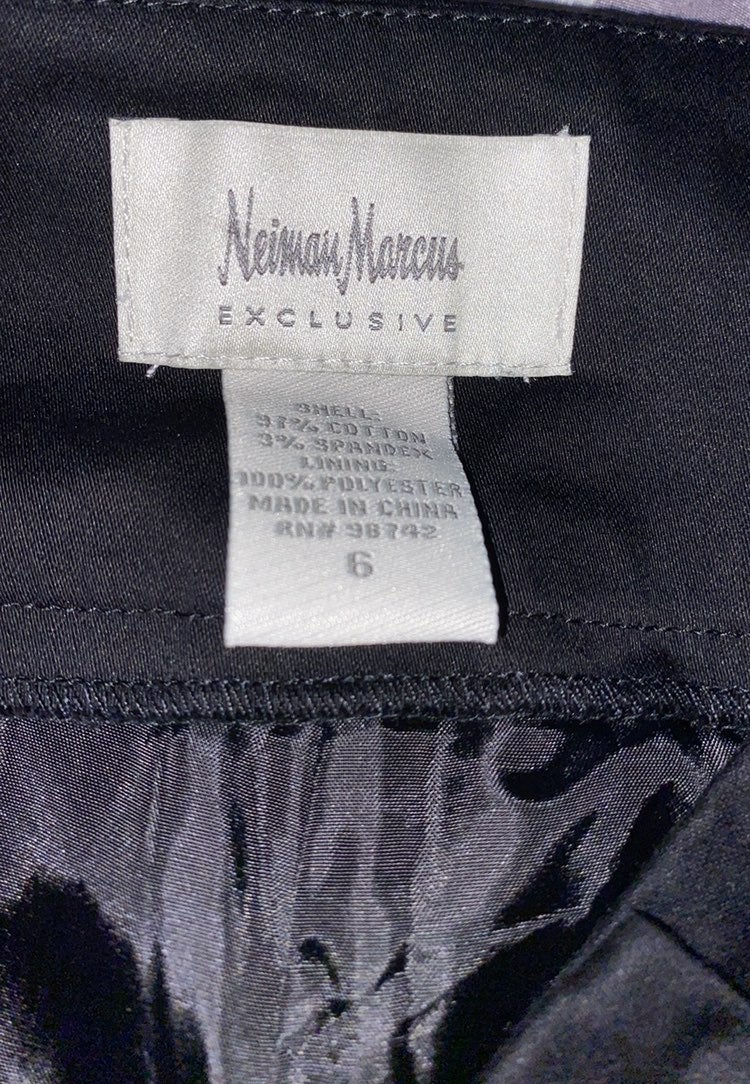 Neiman Marcus
EXCLUSIVE
SHELL:
97% COTTON
3% SPANDEX
LINING:
100% POLYESTER
MADE IN CHINA
RN# 98742
6